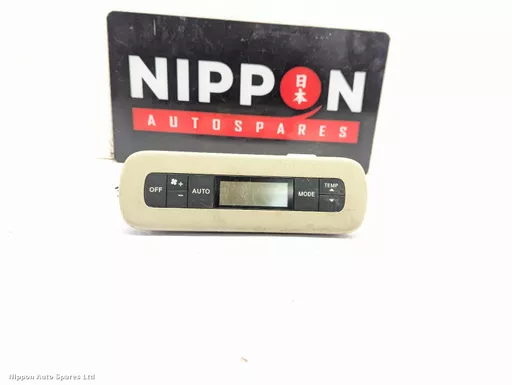 NIPPON
日本
AUTOSPARES
OFF + AUTO MODE TEMP
-
Nippon Auto Spares Ltd